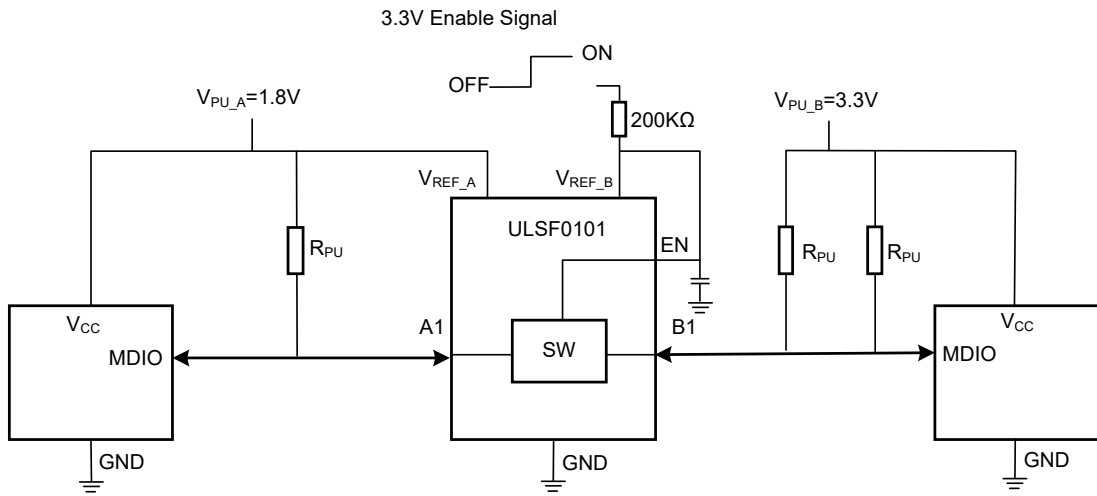 3.3V Enable Signal
ON
OFF
V_PU_A=1.8V
V_PU_B=3.3V
200KΩ
V_REF_A
V_REF_B
ULSF0101
EN
R_PU
R_PU
R_PU
V_CC
MDIO
A1
SW
B1
V_CC
MDIO
GND
GND
GND